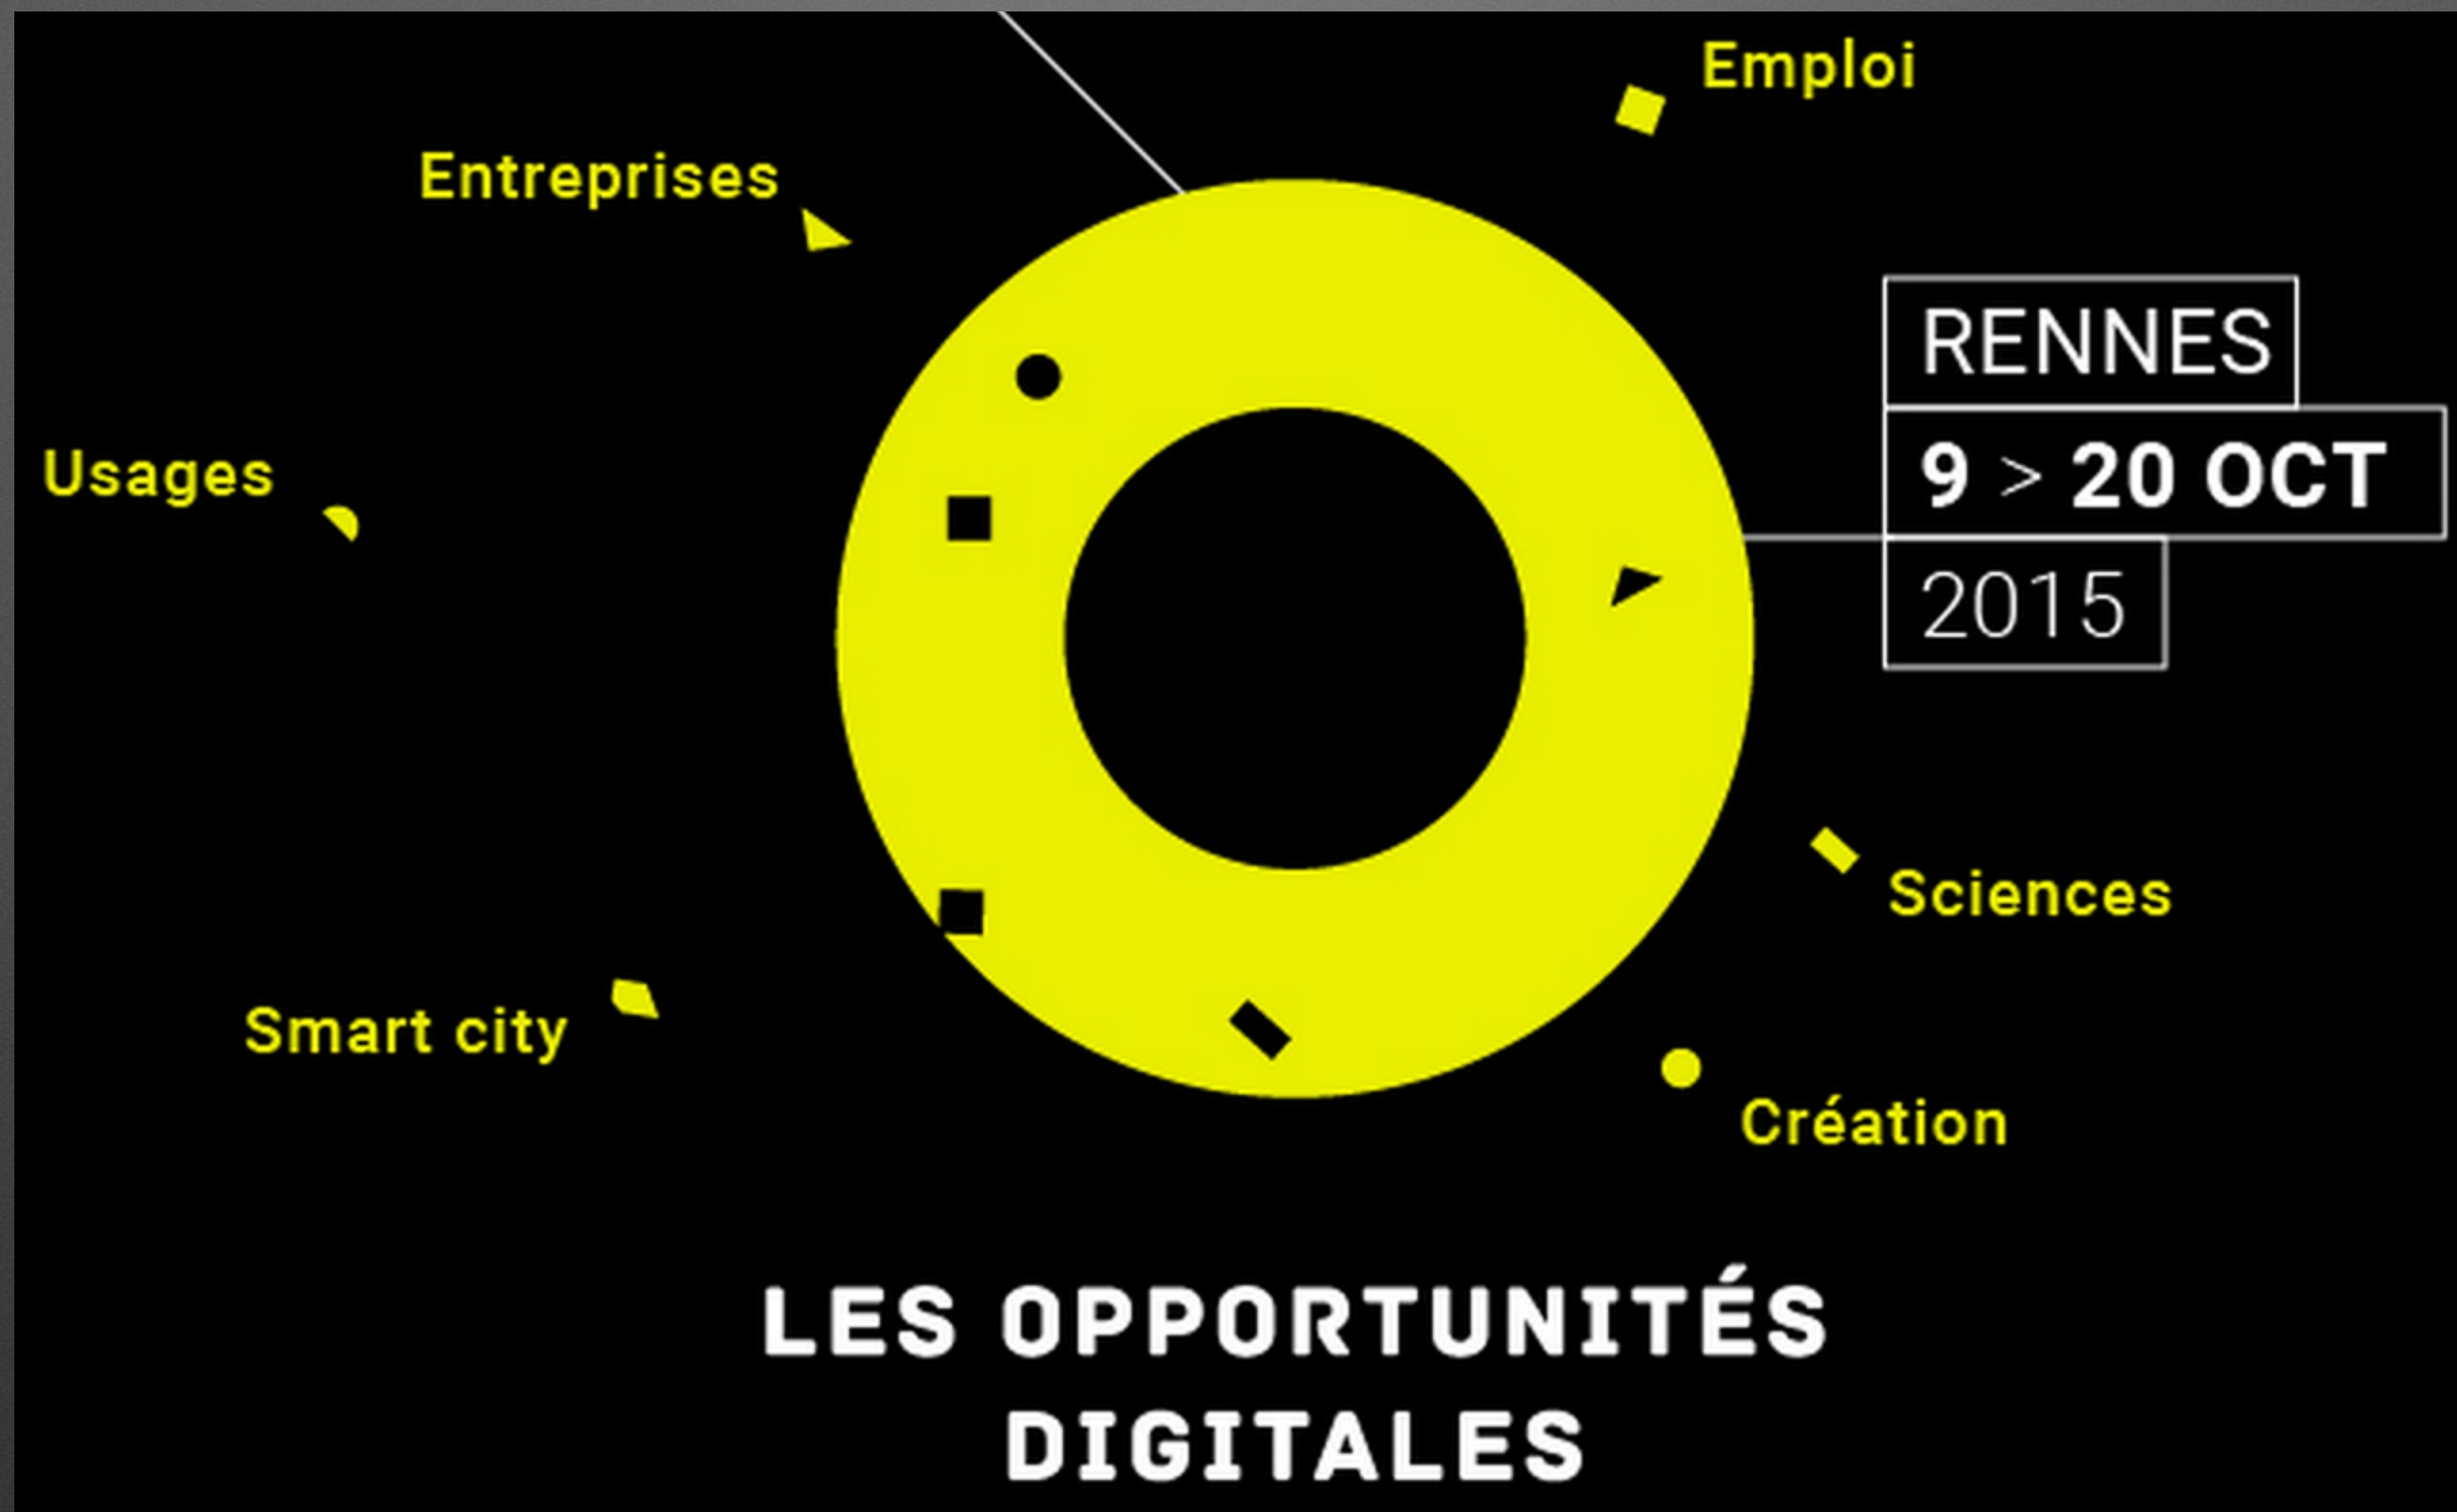 Emploi
Entreprises
RENNES
Usages
9 > 20 OCT
2015
Sciences
Smart city
Création
LES OPPORTUNITÉS
DIGITALES